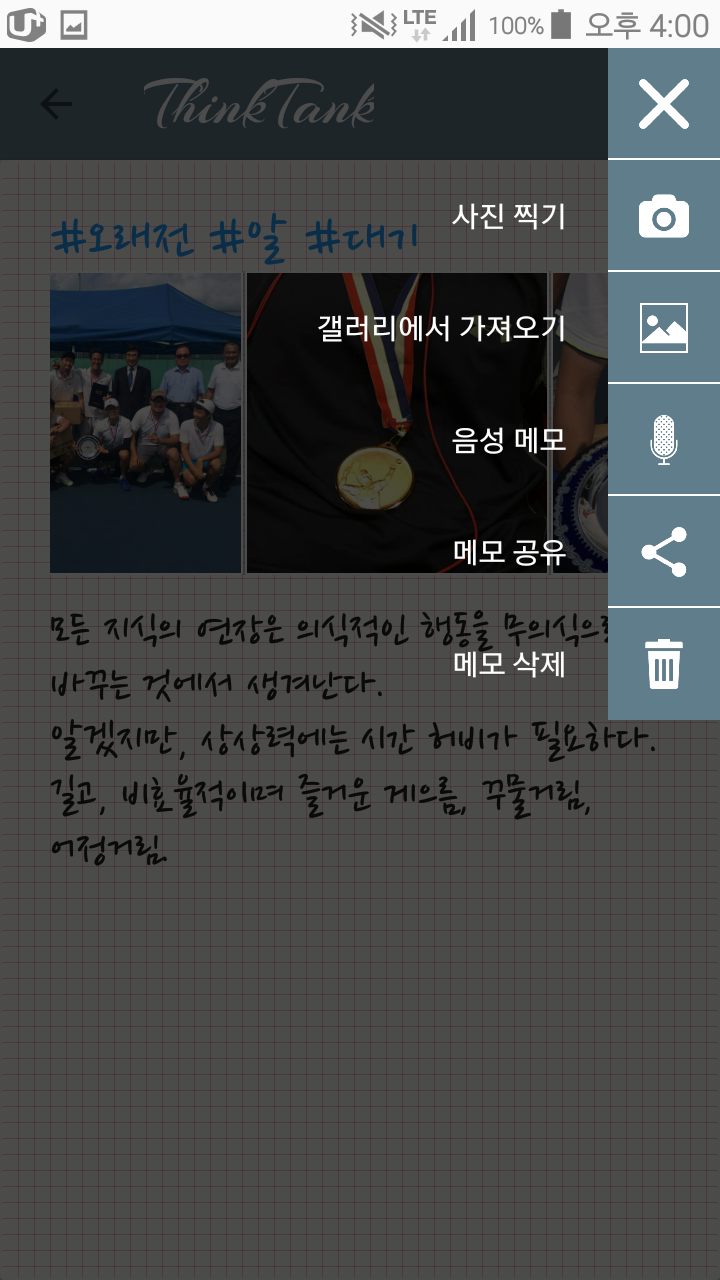 U+ LTE 100% 오후 4:00
ThinkTank
사진 찍기
#오래전 #알 #대기
갤러리에서 가져오기
음성 메모
메모 공유
모든 지식의 연장은 의식적인 행동을 무의식으로
메모 삭제
바꾸는 것에서 생겨난다.
알겠지만, 상상력에는 시간 허비가 필요하다.
길고, 비효율적이며 즐거운 게으름, 꾸물거림,
어정거림.